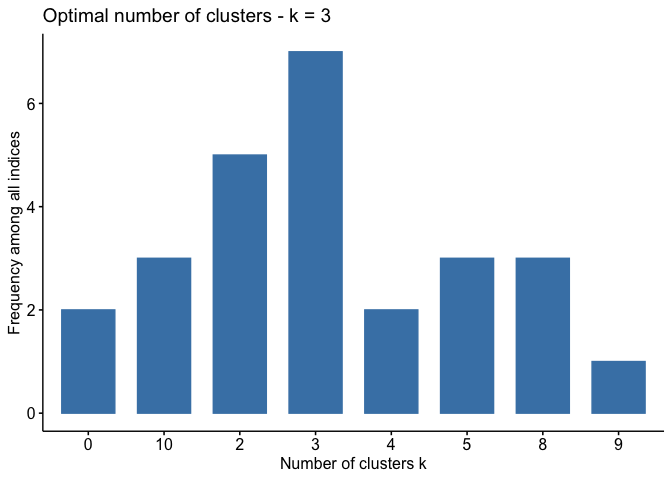 Optimal number of clusters - k = 3
Frequency among all indices
6
4
2
0
0 10 2 3 4 5 8 9
Number of clusters k